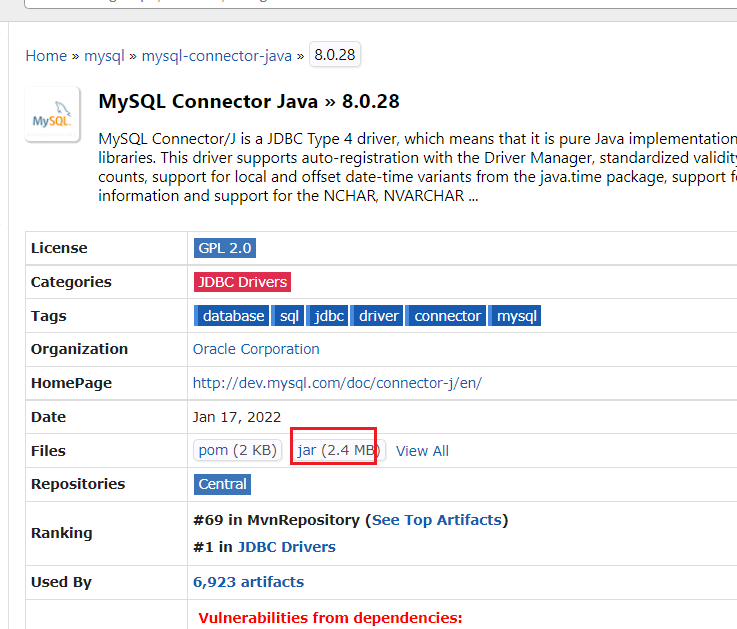 Home » mysql » mysql-connector-java » 8.0.28
MySQL Connector Java » 8.0.28
MySQL
MySQL Connector/J is a JDBC Type 4 driver, which means that it is pure Java implementation
libraries. This driver supports auto-registration with the Driver Manager, standardized validity
counts, support for local and offset date-time variants from the java.time package, support f
information and support for the NCHAR, NVARCHAR ...
License GPL 2.0
Categories JDBC Drivers
Tags database sql jdbc driver connector mysql
Organization Oracle Corporation
HomePage http://dev.mysql.com/doc/connector-j/en/
Date Jan 17, 2022
Files pom (2 KB) jar (2.4 MB) View All
Repositories Central
Ranking #69 in MvnRepository (See Top Artifacts)
#1 in JDBC Drivers
Used By 6,923 artifacts
Vulnerabilities from dependencies: